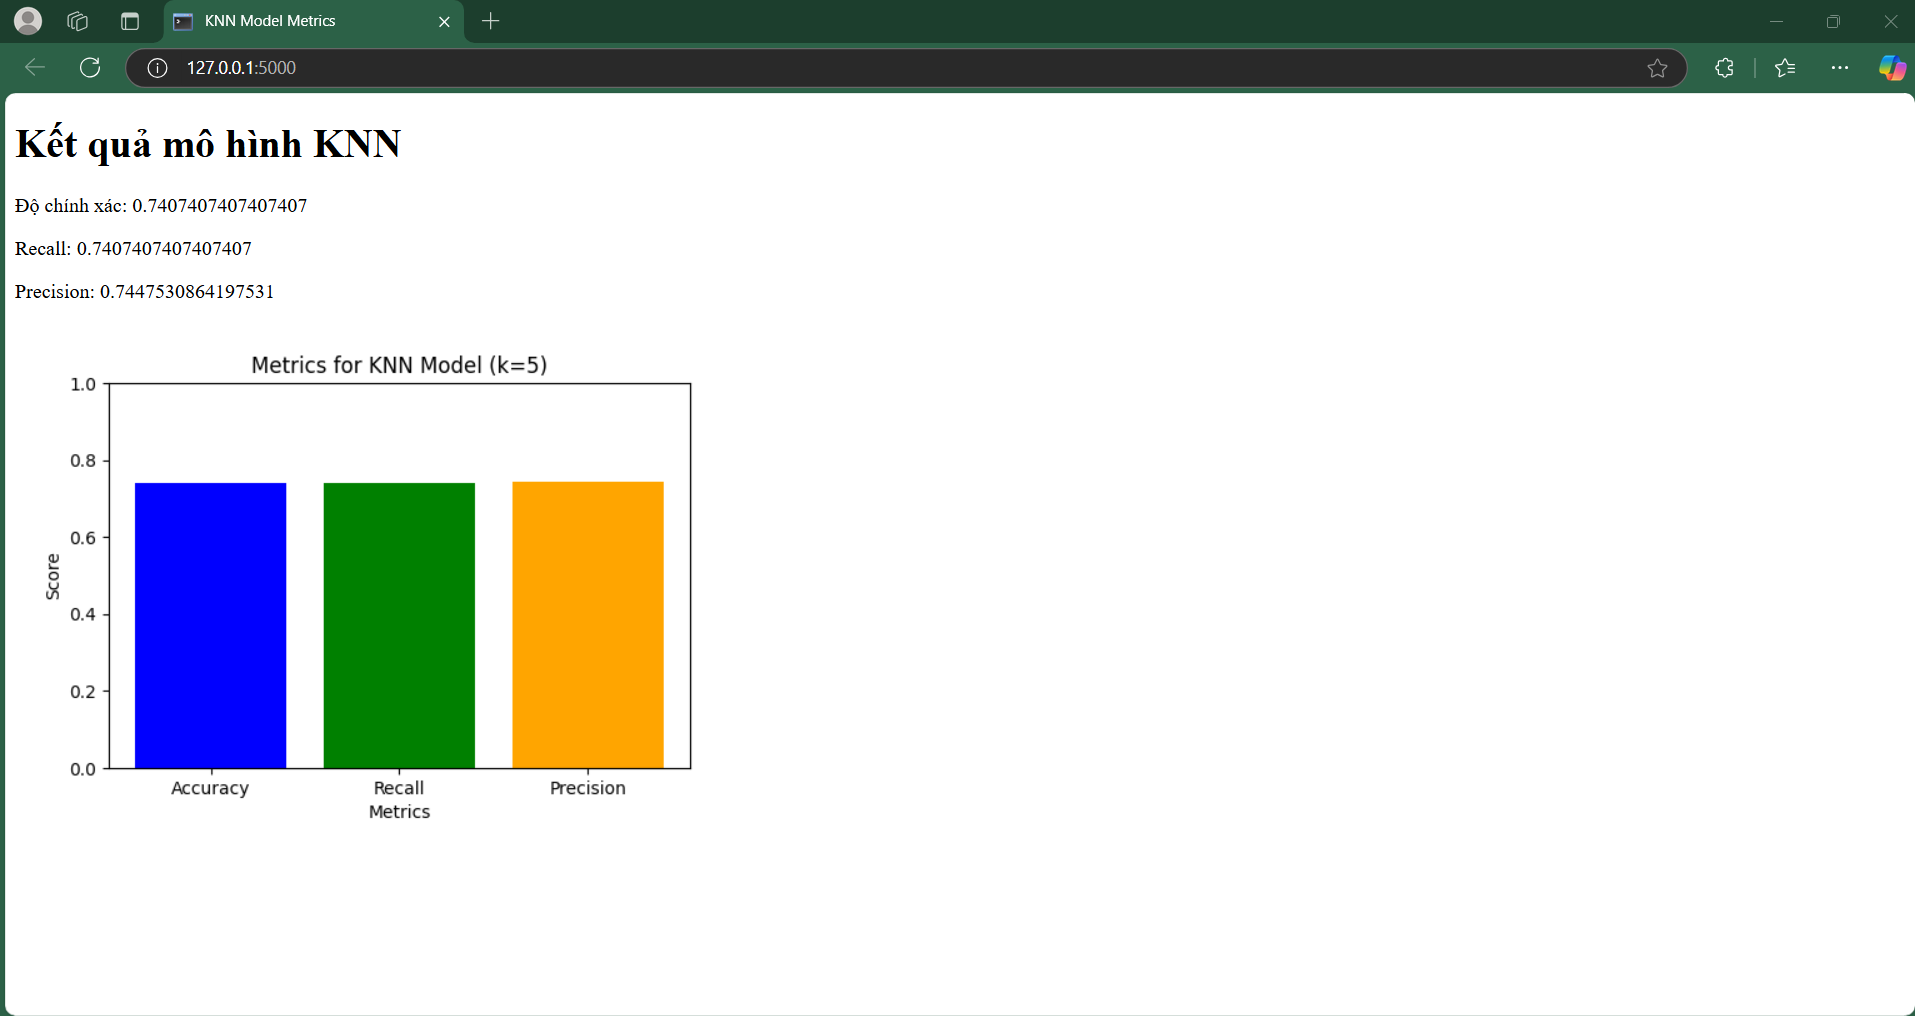 KNN Model Metrics
127.0.0.1:5000
Kết quả mô hình KNN
Độ chính xác: 0.7407407407407407
Recall: 0.7407407407407407
Precision: 0.7447530864197531
Metrics for KNN Model (k=5)
1.0
0.8
0.6
0.4
0.2
0.0
Score
Accuracy Recall Precision
Metrics